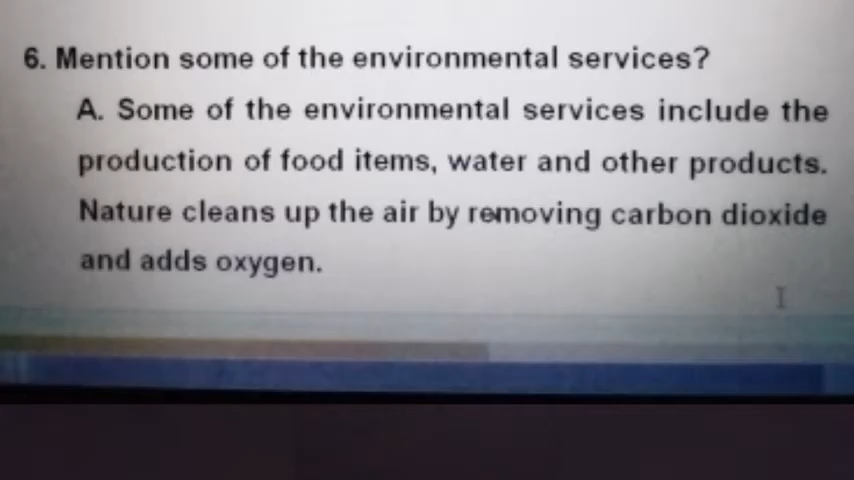 6. Mention some of the environmental services?
A. Some of the environmental services include the
production of food items, water and other products.
Nature cleans up the air by removing carbon dioxide
and adds oxygen.